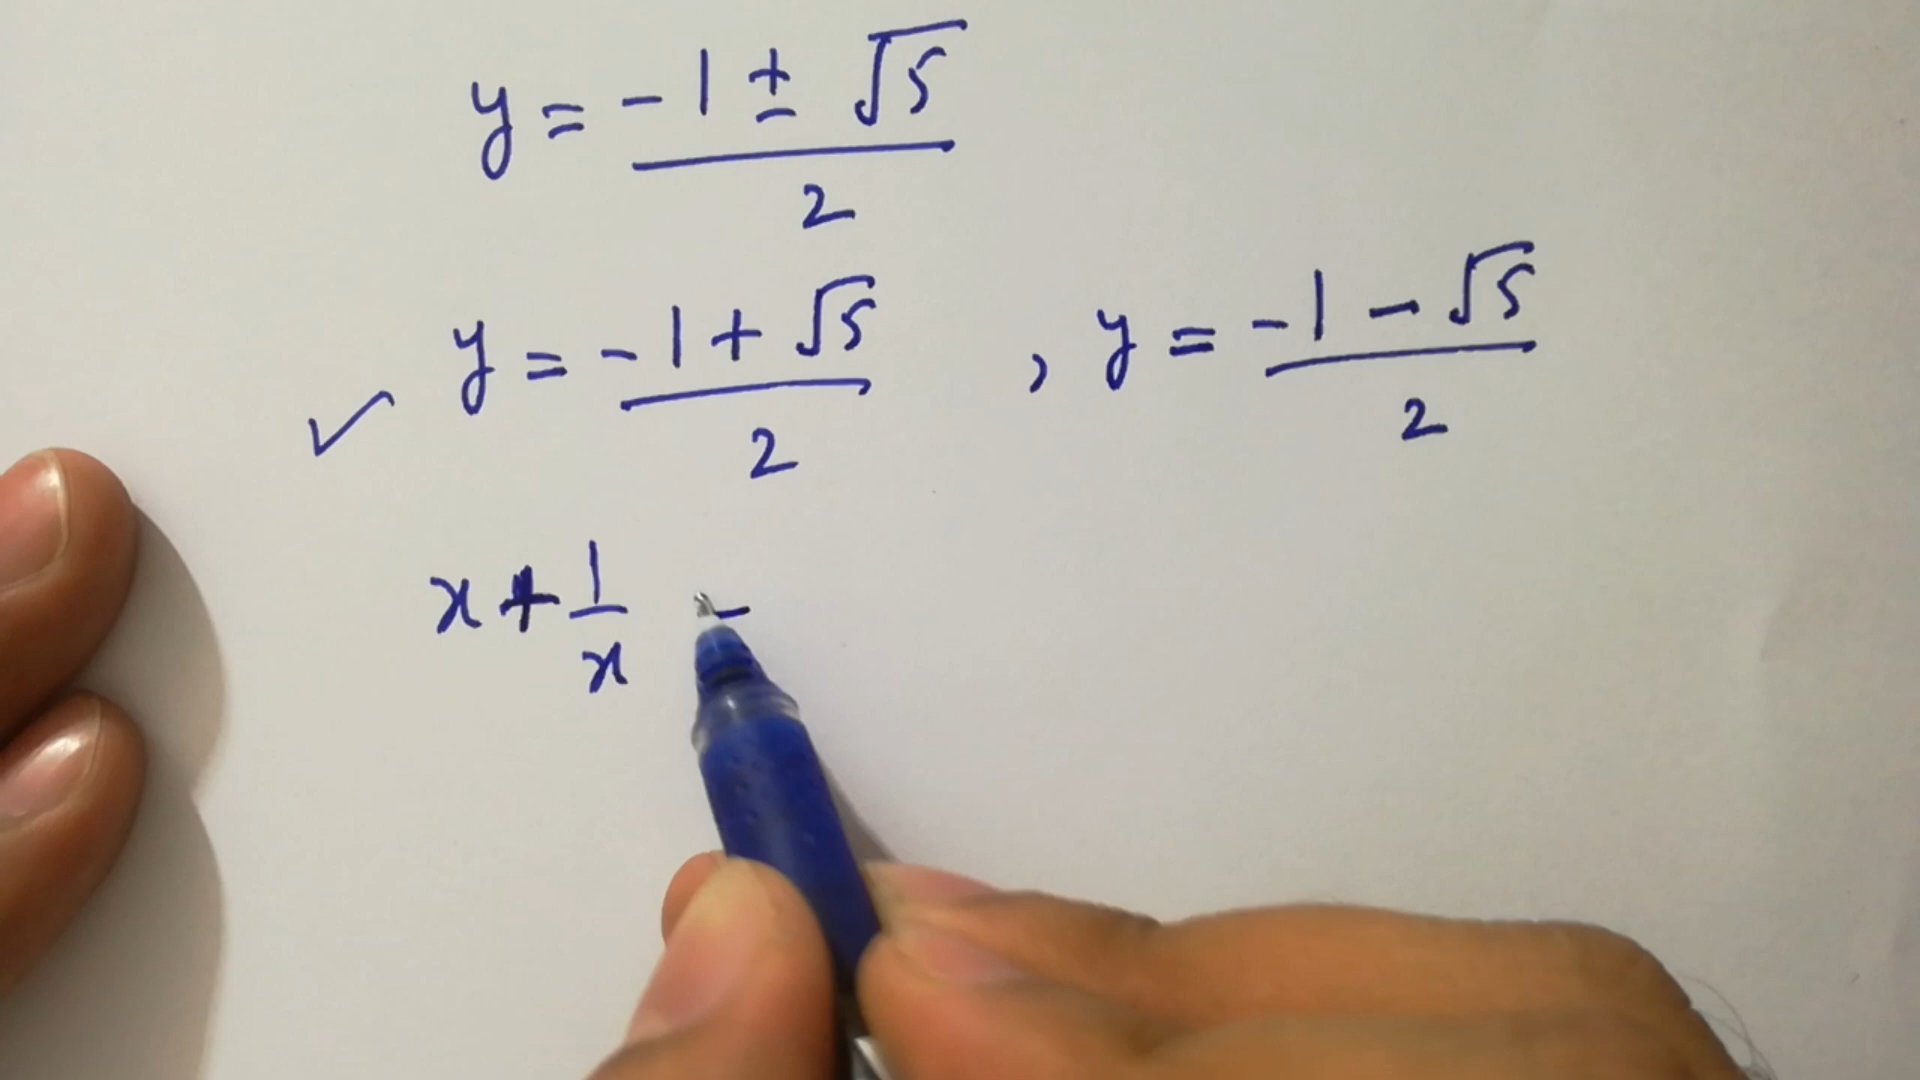 y = (-1 ± √5)/2
✓ y = (-1 + √5)/2 , y = (-1 - √5)/2
x + 1/x -